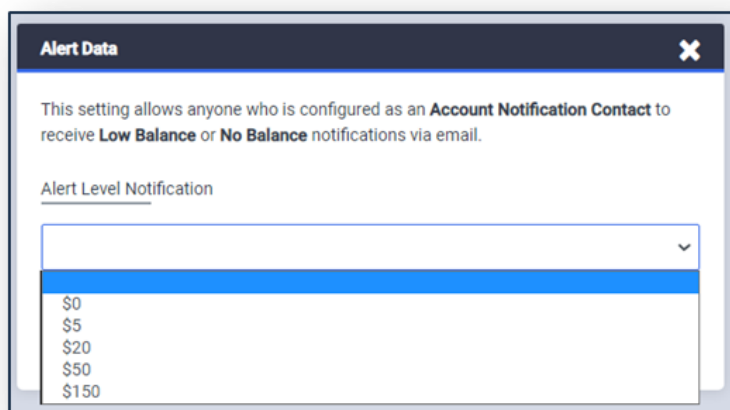 Alert Data
This setting allows anyone who is configured as an Account Notification Contact to
receive Low Balance or No Balance notifications via email.
Alert Level Notification
$0
$5
$20
$50
$150